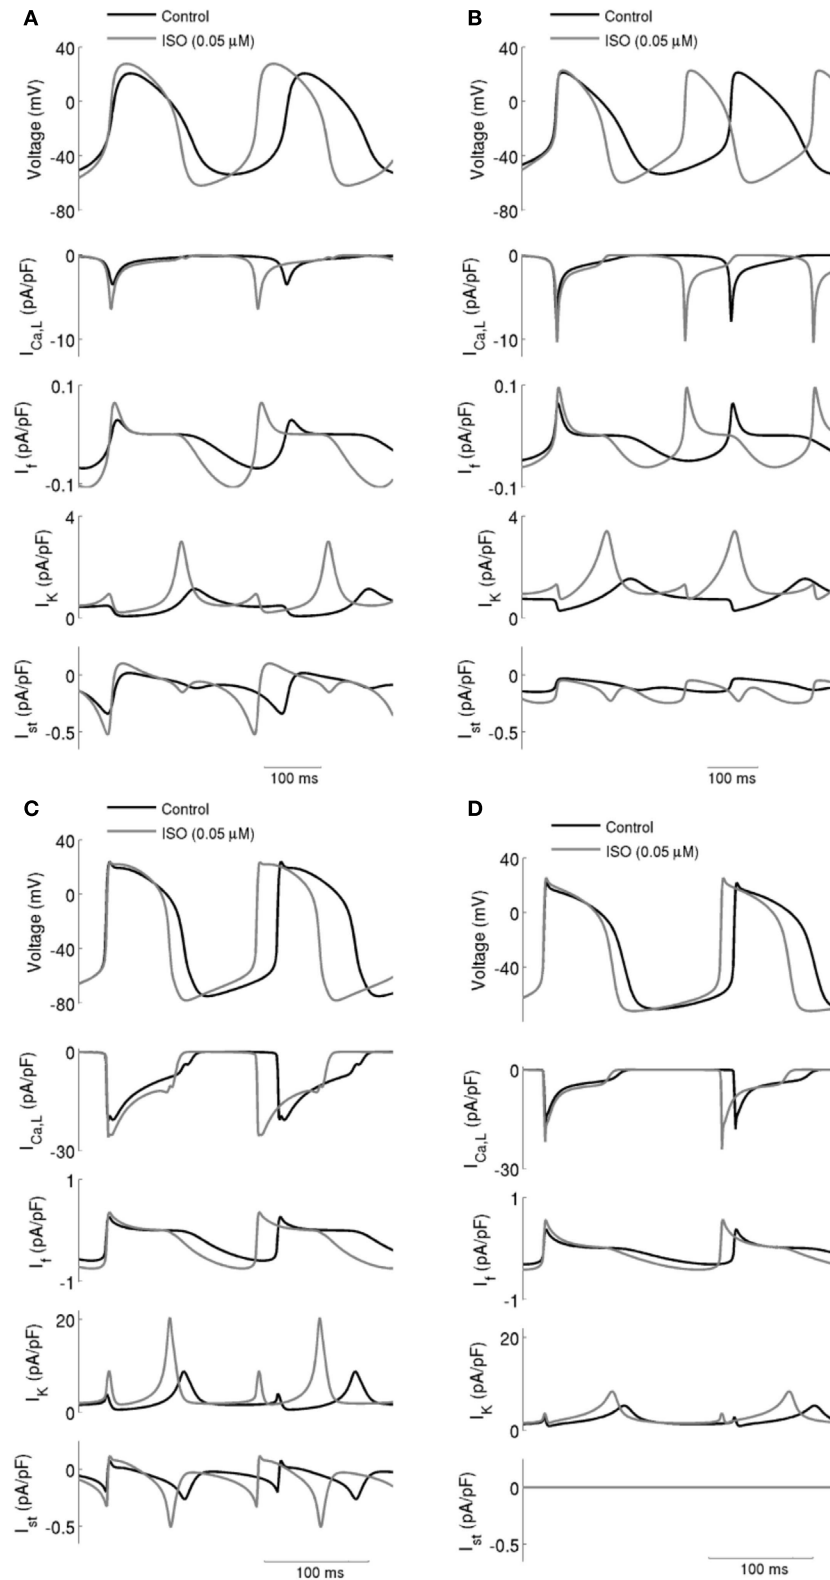 A
Control
ISO (0.05 μM)
40
0
-40
-80
Voltage (mV)
0
-10
I_Ca,L (pA/pF)
0.1
-0.1
I_f (pA/pF)
4
0
I_K (pA/pF)
0
-0.5
I_st (pA/pF)
100 ms
B
Control
ISO (0.05 μM)
40
0
-40
-80
Voltage (mV)
0
-10
I_Ca,L (pA/pF)
0.1
-0.1
I_f (pA/pF)
4
0
I_K (pA/pF)
0
-0.5
I_st (pA/pF)
100 ms
C
Control
ISO (0.05 μM)
40
0
-40
-80
Voltage (mV)
0
-30
I_Ca,L (pA/pF)
1
-1
I_f (pA/pF)
20
0
I_K (pA/pF)
0
-0.5
I_st (pA/pF)
100 ms
D
Control
ISO (0.05 μM)
40
0
-40
Voltage (mV)
0
-30
I_Ca,L (pA/pF)
1
-1
I_f (pA/pF)
20
0
I_K (pA/pF)
0
-0.5
I_st (pA/pF)
100 ms